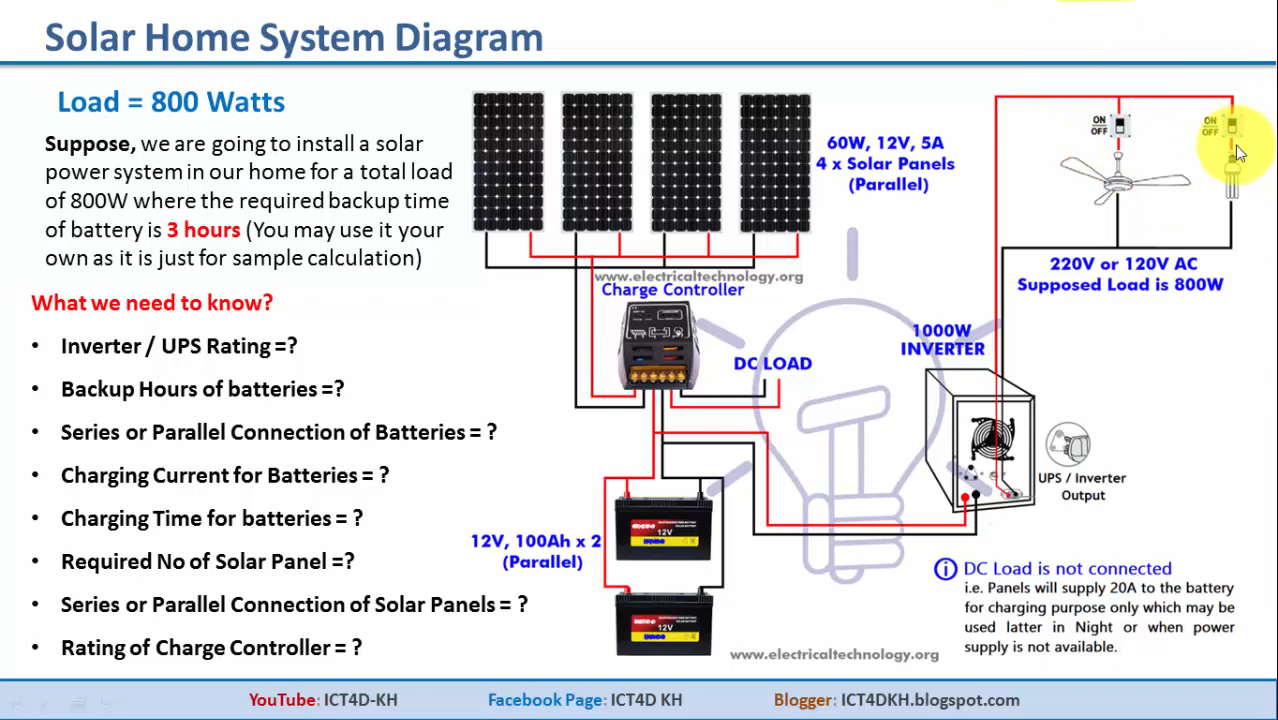 Solar Home System Diagram
Load = 800 Watts
Suppose, we are going to install a solar
power system in our home for a total load
of 800W where the required backup time
of battery is 3 hours (You may use it your
own as it is just for sample calculation)
What we need to know?
• Inverter / UPS Rating =?
• Backup Hours of batteries =?
• Series or Parallel Connection of Batteries = ?
• Charging Current for Batteries = ?
• Charging Time for batteries = ?
• Required No of Solar Panel =?
• Series or Parallel Connection of Solar Panels = ?
• Rating of Charge Controller = ?
60W, 12V, 5A
4 x Solar Panels
(Parallel)
www.electricaltechnology.org
Charge Controller
DC LOAD
12V, 100Ah x 2
(Parallel)
12V
12V
ON
OFF
ON
OFF
220V or 120V AC
Supposed Load is 800W
1000W
INVERTER
UPS / Inverter
Output
DC Load is not connected
i.e. Panels will supply 20A to the battery
for charging purpose only which may be
used latter in Night or when power
supply is not available.
www.electricaltechnology.org
YouTube: ICT4D-KH
Facebook Page: ICT4D KH
Blogger: ICT4DKH.blogspot.com